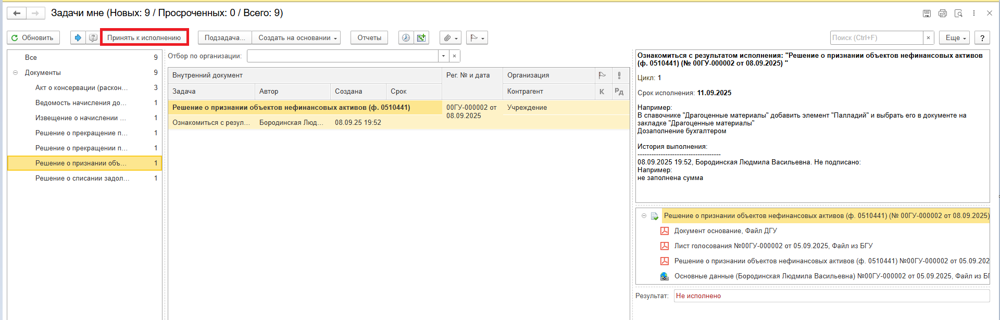 Задачи мне (Новых: 9 / Просроченных: 0 / Всего: 9)
Обновить
Принять к исполнению
Подзадача...
Создать на основании
Отчеты
Поиск (Ctrl+F)
×
Еще
?
Все 9
Документы 9
Акт о консервации (раскон... 3
Ведомость начисления до... 1
Извещение о начислении ... 1
Решение о прекращение п... 1
Решение о прекращении п... 1
Решение о признании объ... 1
Решение о списании задол... 1
Отбор по организации:
Внутренний документ Рег. № и дата Организация
Задача Автор Создана Срок Контрагент К Рд
Решение о признании объектов нефинансовых активов (ф. 0510441) 00ГУ-000002 от Учреждение
08.09.2025
Ознакомиться с резул... Бородинская Люд... 08.09.25 19:52
Ознакомиться с результатом исполнения: "Решение о признании объектов нефинансовых активов
(ф. 0510441) (№ 00ГУ-000002 от 08.09.2025) "
Цикл: 1
Срок исполнения: 11.09.2025
Например:
В спавочнике "Драгоценные материалы" добавить элемент "Палладий" и выбрать его в документе на
закладке "Драгоценные материалы"
Дозаполнение бухгалтером
История выполнения:
------------------------------------
08.09.2025 19:52, Бородинская Людмила Васильевна. Не подписано:
Например:
не заполнена сумма
Решение о признании объектов нефинансовых активов (ф. 0510441) (№ 00ГУ-000002 от 08.09.2025)
Документ основание, Файл ДГУ
Лист голосования №00ГУ-000002 от 05.09.2025, Файл из БГУ
Решение о признании объектов нефинансовых активов (ф. 0510441) №00ГУ-000002 от 05.09.202
Основные данные (Бородинская Людмила Васильевна) №00ГУ-000002 от 05.09.2025, Файл из БГ
Результат: Не исполнено